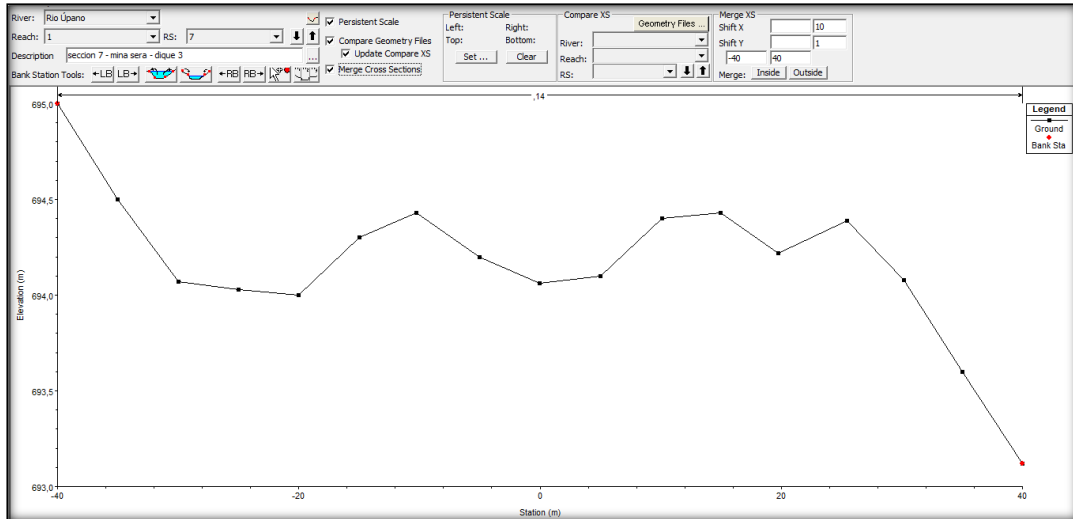 River: Rio Úpano
Reach: 1 RS: 7
Description seccion 7 - mina sera - dique 3 ...
Bank Station Tools: LB LB RB RB
Persistent Scale
Compare Geometry Files
Update Compare XS
Merge Cross Sections
Persistent Scale
Left: Right:
Top: Bottom:
Set ... Clear
Compare XS
Geometry Files ...
River:
Reach:
RS:
Merge XS
Shift X 10
Shift Y 1
-40 40
Merge: Inside Outside
,14
Legend
Ground
Bank Sta
695,0
694,5
694,0
693,5
693,0
Elevation (m)
-40 -20 0 20 40
Station (m)